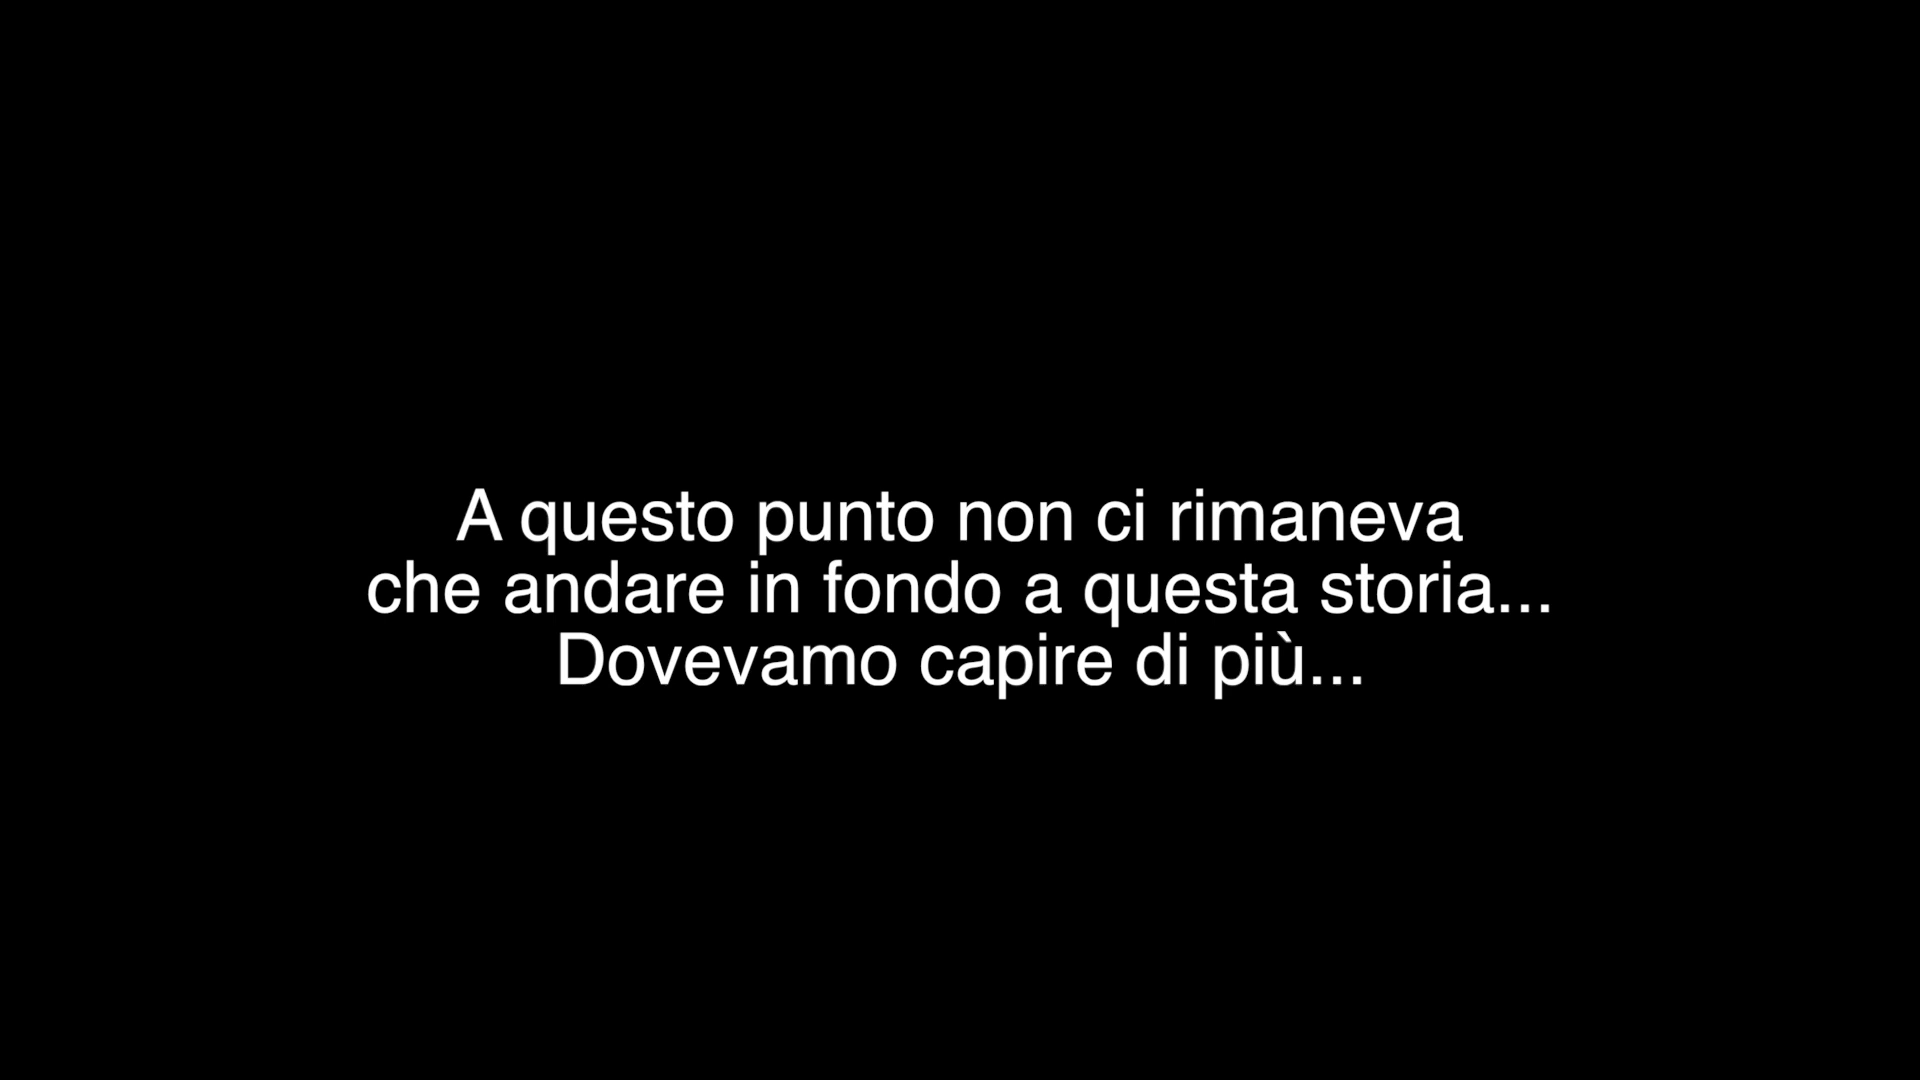 A questo punto non ci rimaneva
che andare in fondo a questa storia...
Dovevamo capire di più...